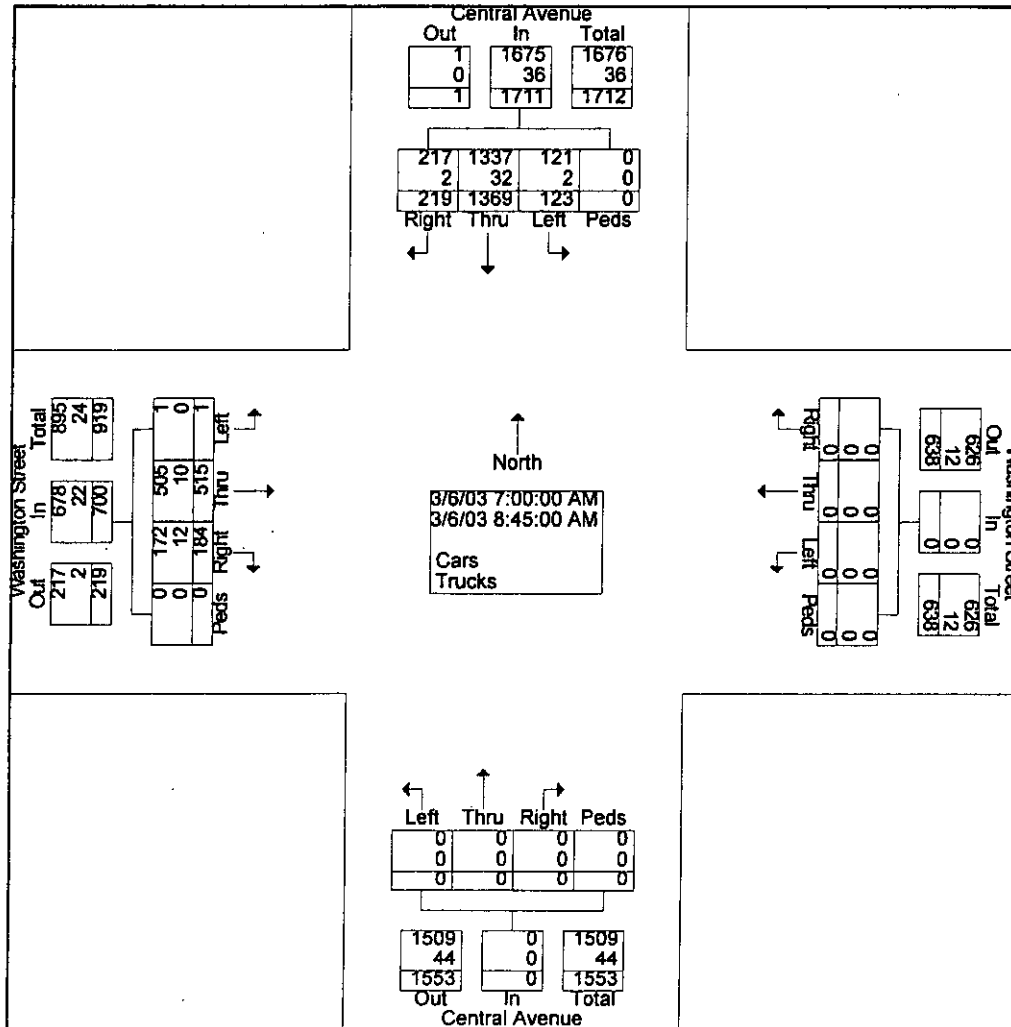 Central Avenue
Out In Total
1 1675 1676
0 36 36
1 1711 1712
217 1337 121 0
2 32 2 0
219 1369 123 0
Right Thru Left Peds
Washington Street
Total In Out
895 678 217
24 22 2
919 700 219
1 505 172 0
0 10 12 0
1 515 184 0
Left Thru Right Peds
North
3/6/03 7:00:00 AM
3/6/03 8:45:00 AM
Cars
Trucks
Right Thru Left Peds
0 0 0 0
0 0 0 0
0 0 0 0
Out In Total
626 0 626
12 0 12
638 0 638
Left Thru Right Peds
0 0 0 0
0 0 0 0
0 0 0 0
1509 0 1509
44 0 44
1553 0 1553
Out In Total
Central Avenue